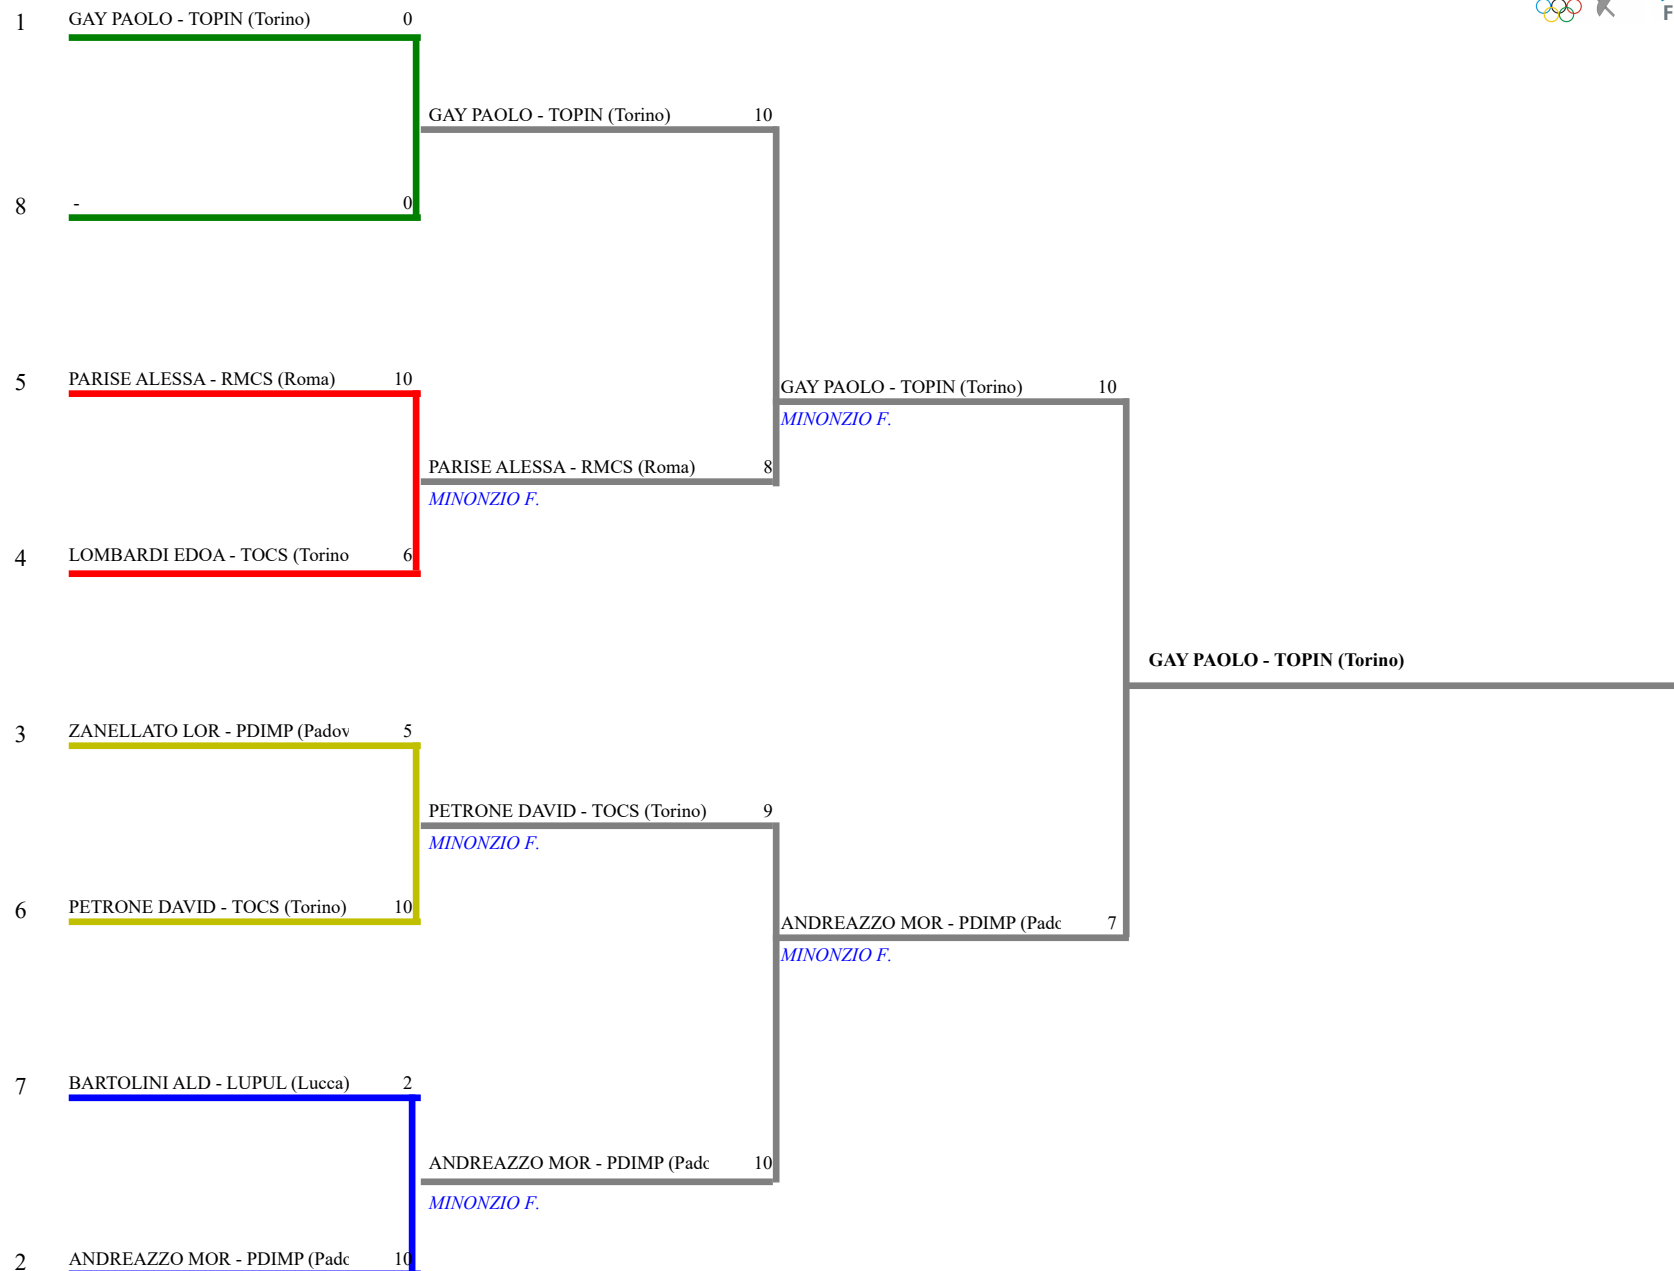 1 GAY PAOLO - TOPIN (Torino) 0
F
GAY PAOLO - TOPIN (Torino) 10
8 - 0
5 PARISE ALESSA - RMCS (Roma) 10
GAY PAOLO - TOPIN (Torino) 10
MINONZIO F.
PARISE ALESSA - RMCS (Roma) 8
MINONZIO F.
4 LOMBARDI EDOA - TOCS (Torino 6
GAY PAOLO - TOPIN (Torino)
3 ZANELLATO LOR - PDIMP (Padov 5
PETRONE DAVID - TOCS (Torino) 9
MINONZIO F.
6 PETRONE DAVID - TOCS (Torino) 10
ANDREAZZO MOR - PDIMP (Pado 7
MINONZIO F.
7 BARTOLINI ALD - LUPUL (Lucca) 2
ANDREAZZO MOR - PDIMP (Pado 10
MINONZIO F.
2 ANDREAZZO MOR - PDIMP (Pado 10